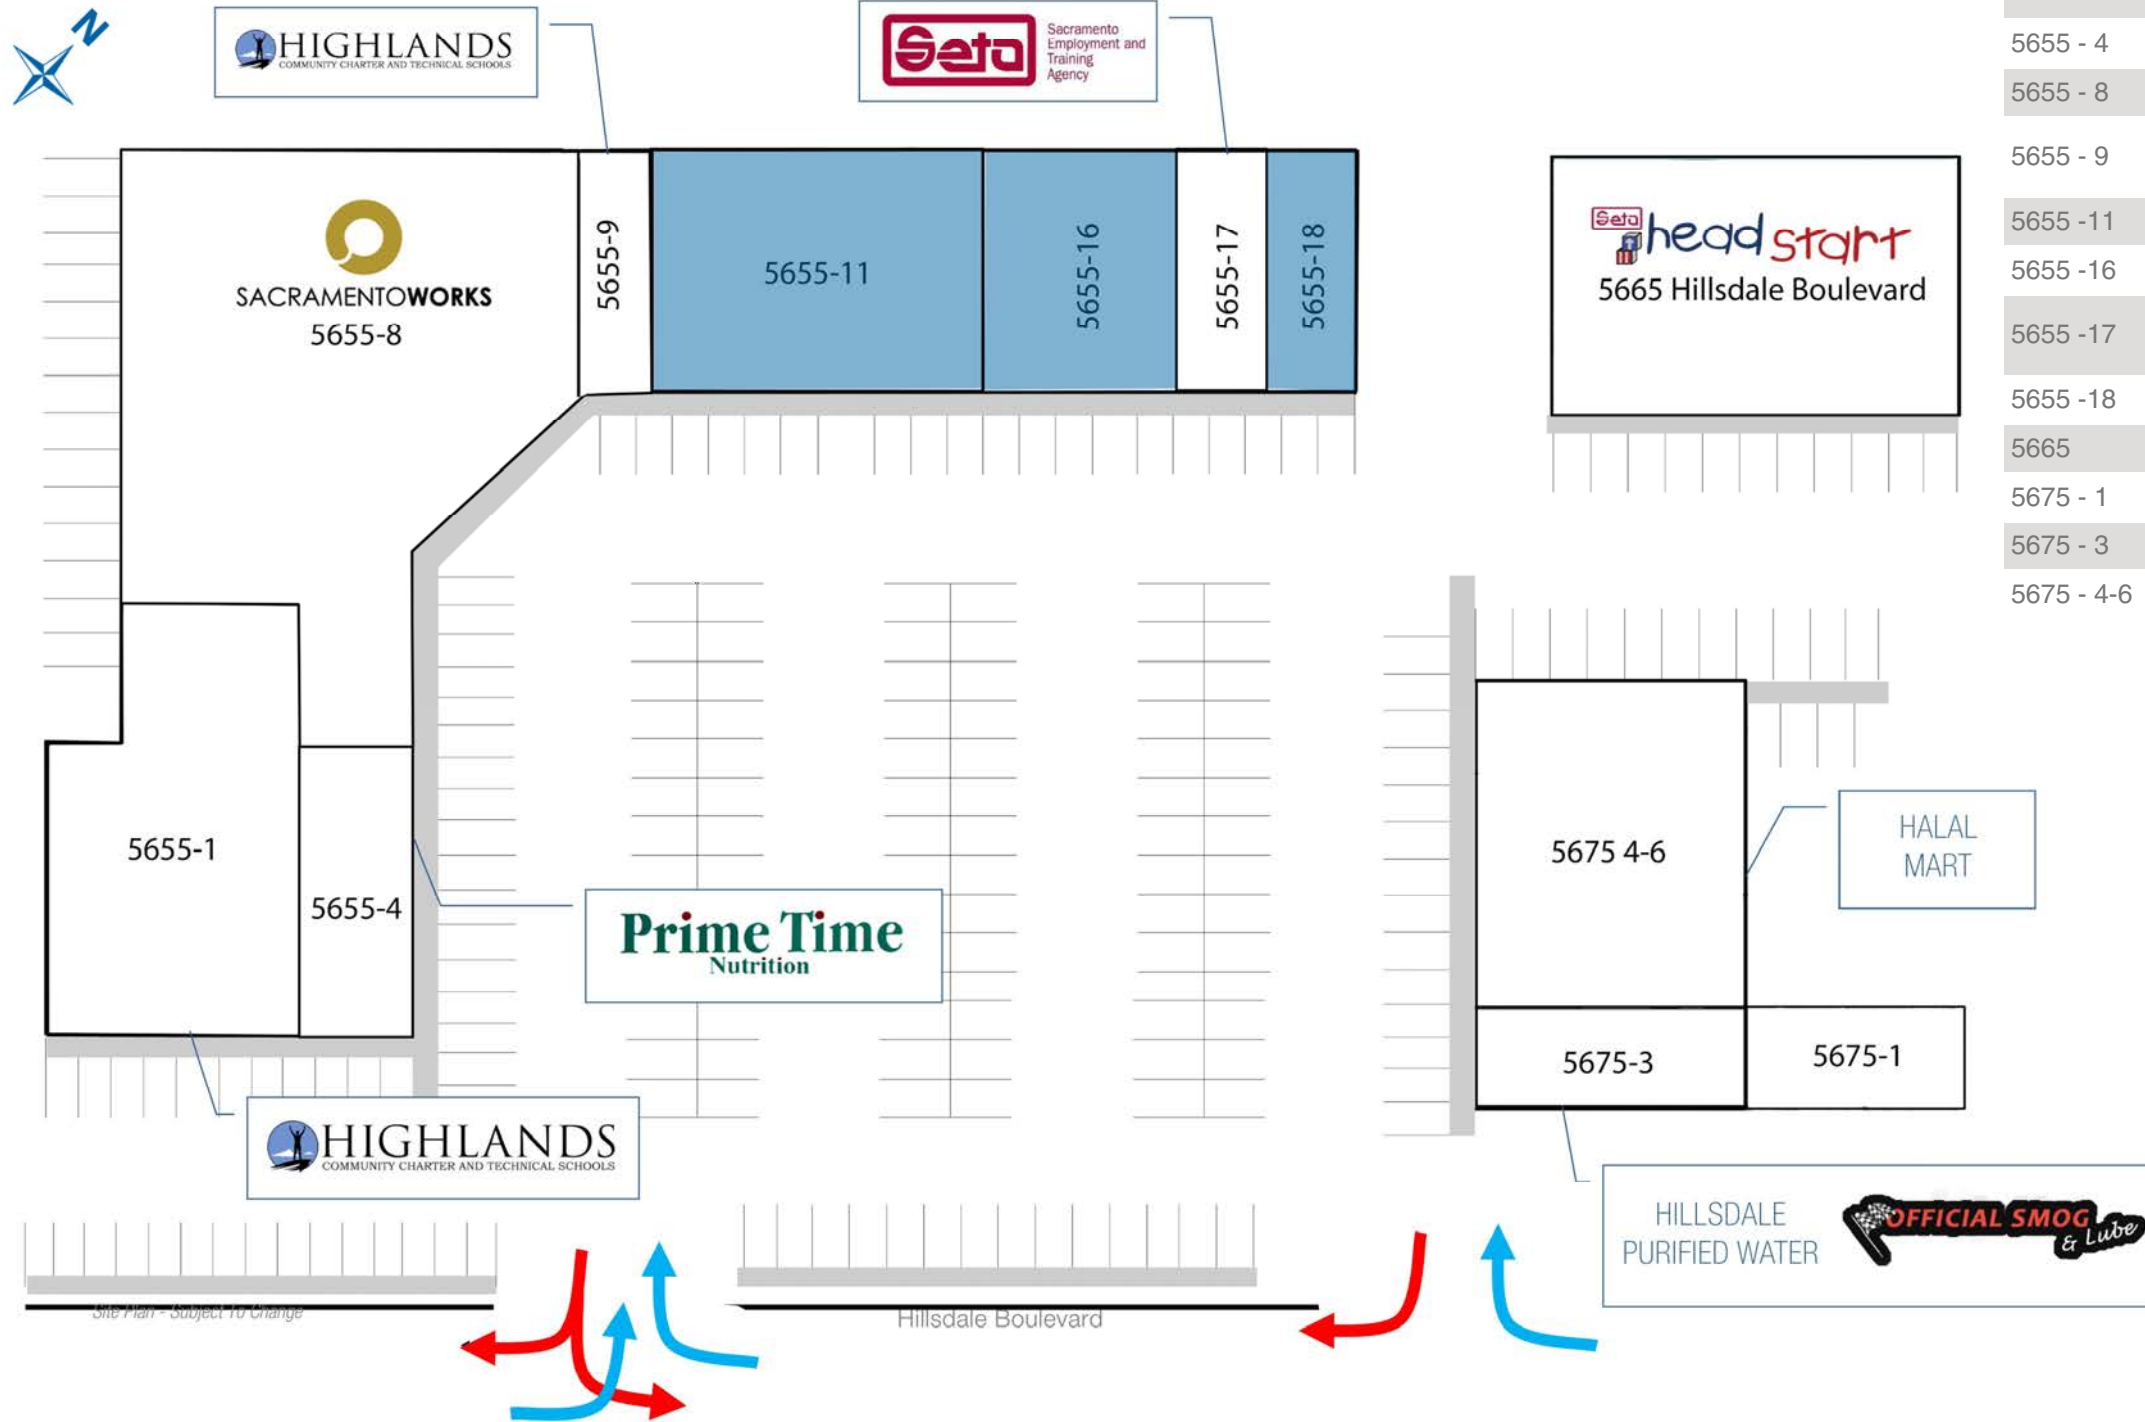 N
HIGHLANDS
COMMUNITY CHARTER AND TECHNICAL SCHOOLS
Seta
Sacramento
Employment and
Training
Agency
SACRAMENTOWORKS
5655-8
5655-9
5655-11
5655-16
5655-17
5655-18
Seta
head start
5665 Hillsdale Boulevard
5655 - 4
5655 - 8
5655 - 9
5655 -11
5655 -16
5655 -17
5655 -18
5665
5675 - 1
5675 - 3
5675 - 4-6
5655-1
5655-4
Prime Time
Nutrition
5675 4-6
HALAL
MART
5675-3
5675-1
HIGHLANDS
COMMUNITY CHARTER AND TECHNICAL SCHOOLS
HILLSDALE
PURIFIED WATER
OFFICIAL SMOG
& Lube
Site Plan - Subject To Change
Hillsdale Boulevard